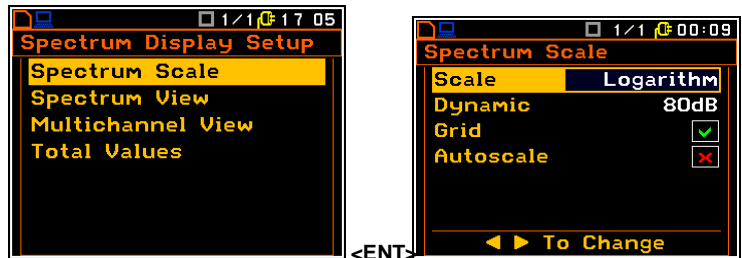 1/1 17 05
Spectrum Display Setup
Spectrum Scale
Spectrum View
Multichannel View
Total Values
<ENT>
1/1 00:09
Spectrum Scale
Scale Logarithm
Dynamic 80dB
Grid
Autoscale
To Change